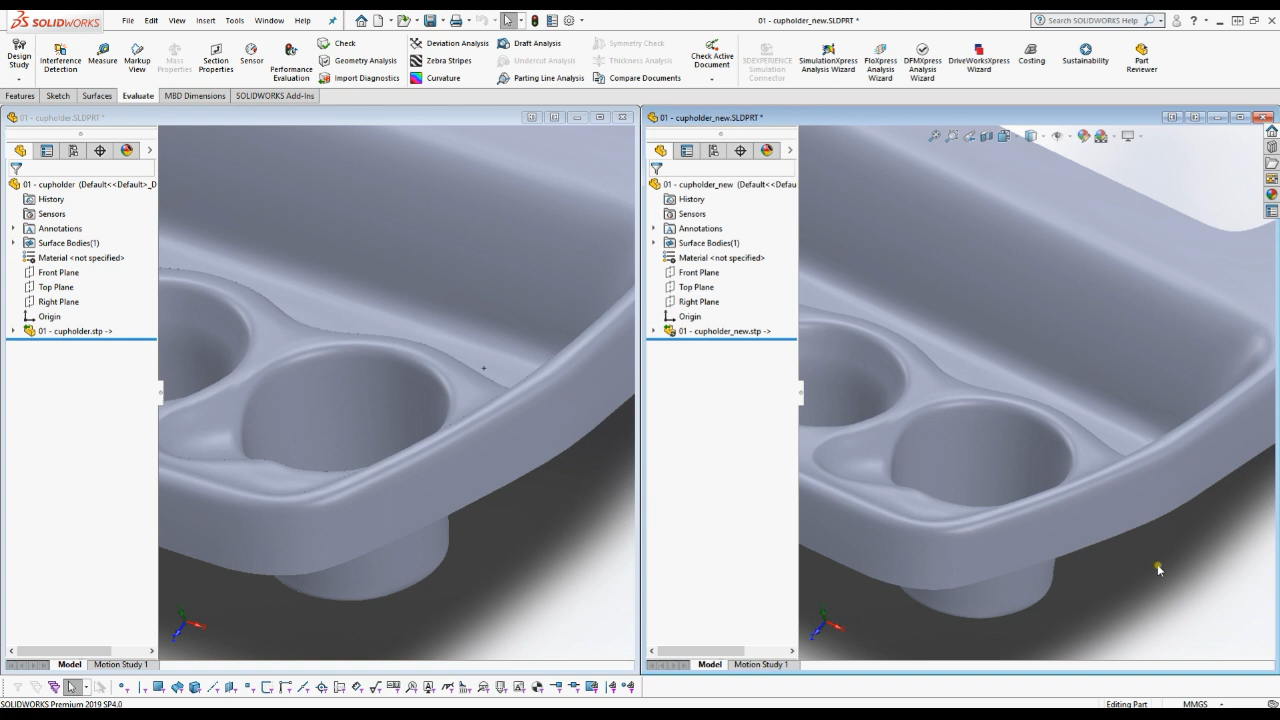 SOLIDWORKS File Edit View Insert Tools Window Help 01 - cupholder_new.SLDPRT * Search SOLIDWORKS Help
Design Study
Interference Detection
Measure
Markup View
Mass Properties
Section Properties
Sensor
Performance Evaluation
Check
Geometry Analysis
Import Diagnostics
Deviation Analysis
Zebra Stripes
Curvature
Draft Analysis
Undercut Analysis
Parting Line Analysis
Symmetry Check
Thickness Analysis
Compare Documents
Check Active Document
3DEXPERIENCE Simulation Connector
SimulationXpress Analysis Wizard
FloXpress Analysis Wizard
DFMXpress Analysis Wizard
DriveWorksXpress Wizard
Costing
Sustainability
Part Reviewer
Features Sketch Surfaces Evaluate MBD Dimensions SOLIDWORKS Add-Ins
01 - cupholder.SLDPRT *
01 - cupholder (Default<<Default>_D
History
Sensors
Annotations
Surface Bodies(1)
Material <not specified>
Front Plane
Top Plane
Right Plane
Origin
01 - cupholder.stp ->
Model Motion Study 1
01 - cupholder_new.SLDPRT *
01 - cupholder_new (Default<<Defau
History
Sensors
Annotations
Surface Bodies(1)
Material <not specified>
Front Plane
Top Plane
Right Plane
Origin
01 - cupholder_new.stp ->
Model Motion Study 1
SOLIDWORKS Premium 2019 SP4.0 Editing Part MMGS